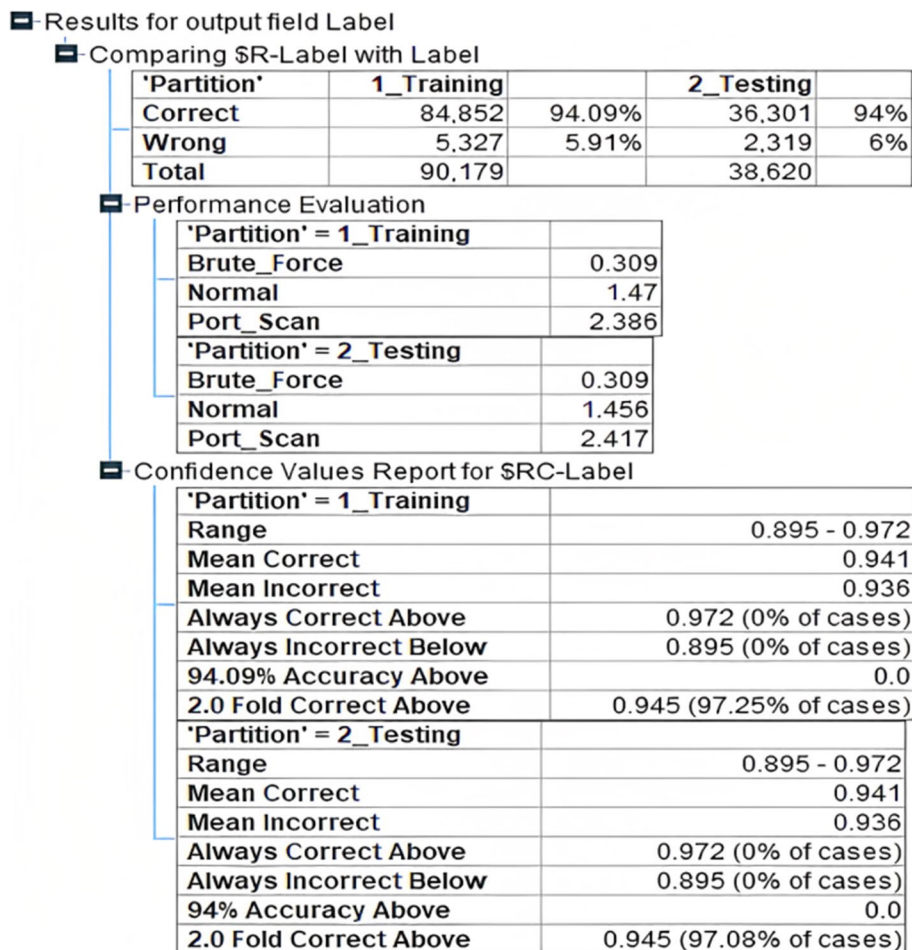 Results for output field Label
Comparing $R-Label with Label
'Partition' 1_Training 2_Testing
Correct 84,852 94.09% 36,301 94%
Wrong 5,327 5.91% 2,319 6%
Total 90,179 38,620
Performance Evaluation
'Partition' = 1_Training
Brute_Force 0.309
Normal 1.47
Port_Scan 2.386
'Partition' = 2_Testing
Brute_Force 0.309
Normal 1.456
Port_Scan 2.417
Confidence Values Report for $RC-Label
'Partition' = 1_Training
Range 0.895 - 0.972
Mean Correct 0.941
Mean Incorrect 0.936
Always Correct Above 0.972 (0% of cases)
Always Incorrect Below 0.895 (0% of cases)
94.09% Accuracy Above 0.0
2.0 Fold Correct Above 0.945 (97.25% of cases)
'Partition' = 2_Testing
Range 0.895 - 0.972
Mean Correct 0.941
Mean Incorrect 0.936
Always Correct Above 0.972 (0% of cases)
Always Incorrect Below 0.895 (0% of cases)
94% Accuracy Above 0.0
2.0 Fold Correct Above 0.945 (97.08% of cases)